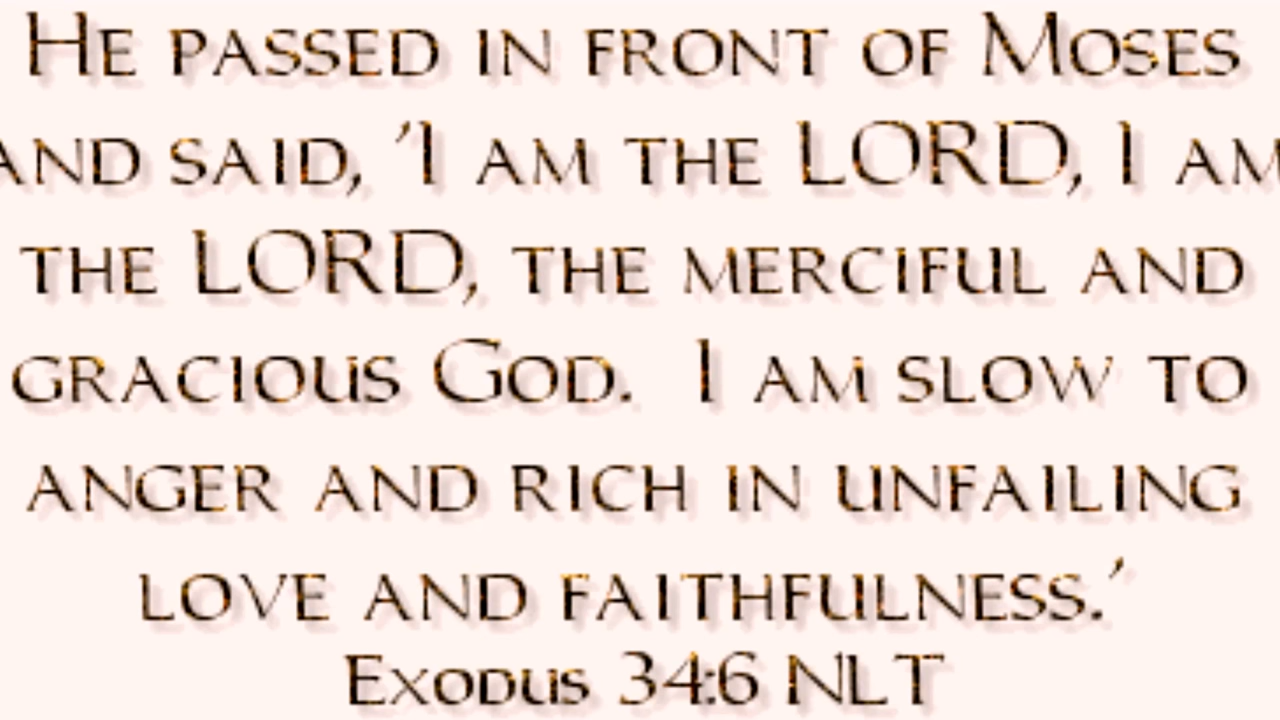 He passed in front of Moses
and said, 'I am the LORD, I am
the LORD, the merciful and
gracious God.  I am slow to
anger and rich in unfailing
love and faithfulness.'
Exodus 34:6 NLT